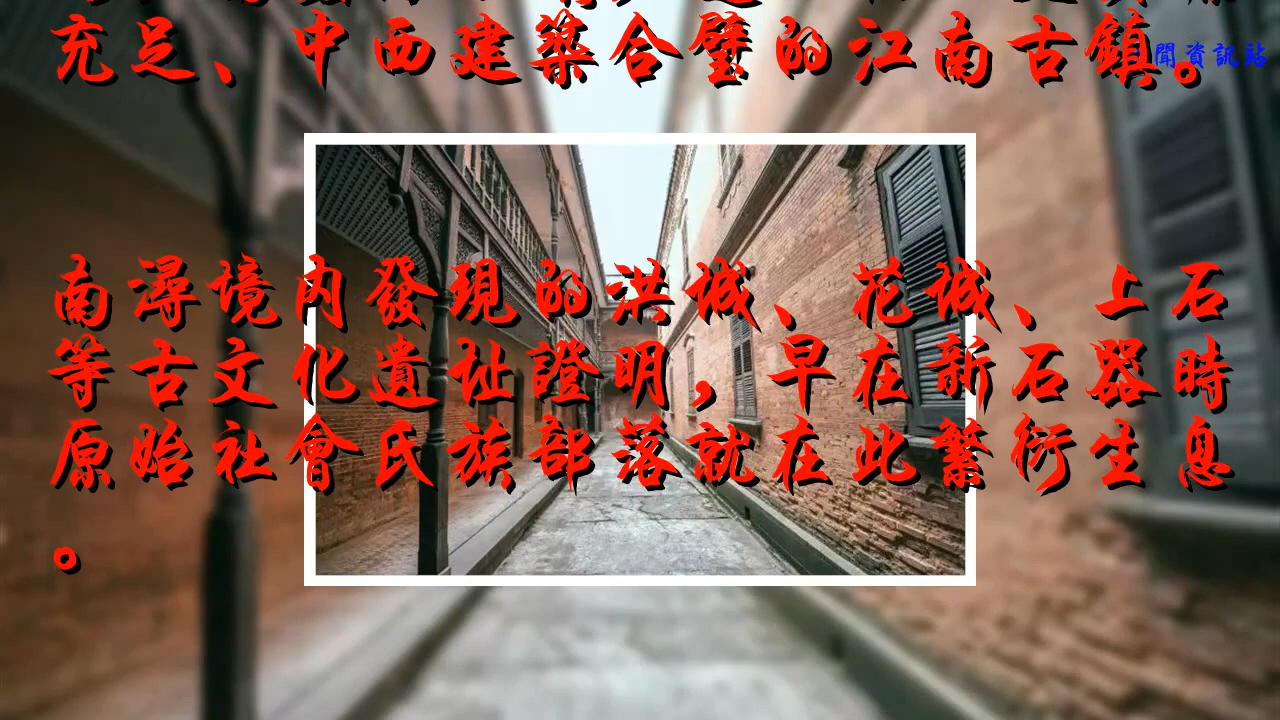 充足、中西建築合璧的江南古鎮。
聞資訊站
南潯境內發現的洪城、花城、上石
等古文化遺址證明，早在新石器時
原始社會氏族部落就在此繁衍生息
。